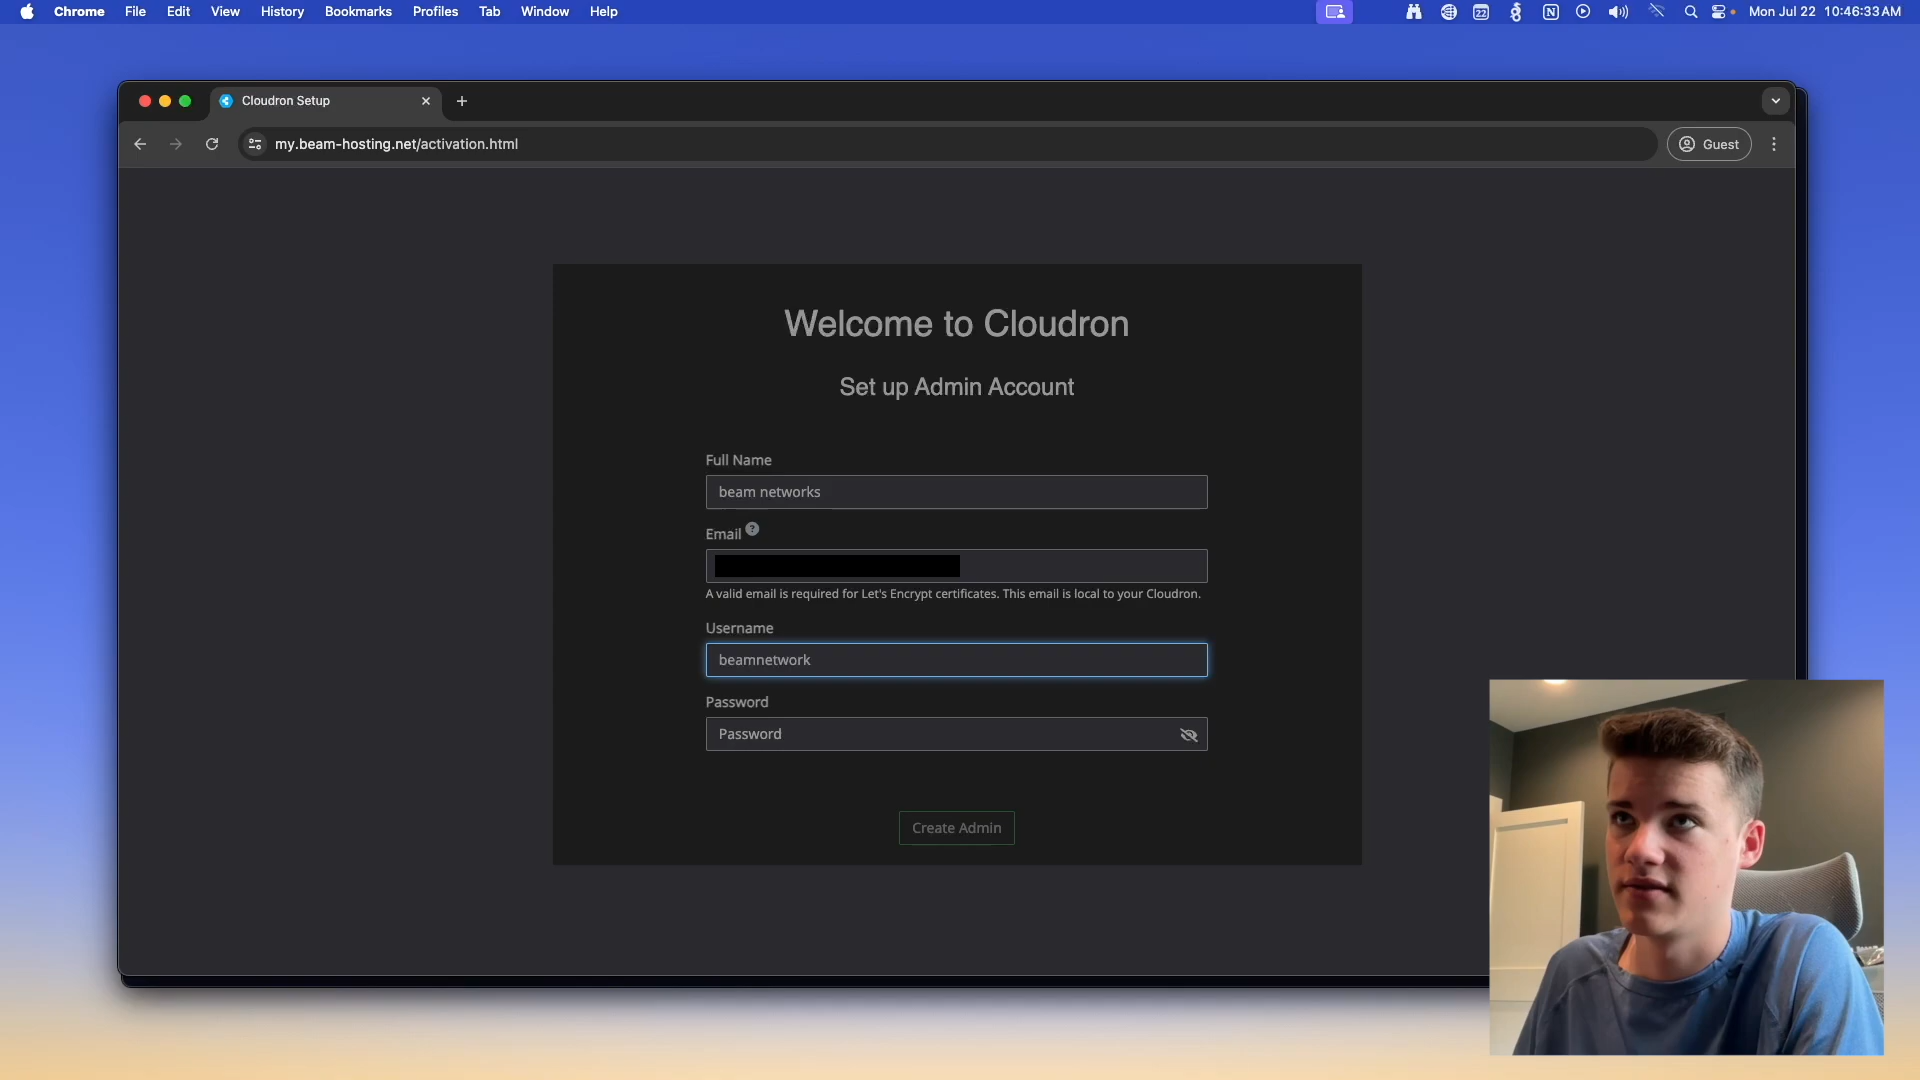 Chrome File Edit View History Bookmarks Profiles Tab Window Help
22
N
Mon Jul 22 10:46:33 AM
Cloudron Setup
my.beam-hosting.net/activation.html
Guest
Welcome to Cloudron
Set up Admin Account
Full Name
beam networks
Email ?
A valid email is required for Let's Encrypt certificates. This email is local to your Cloudron.
Username
beamnetwork
Password
Password
Create Admin